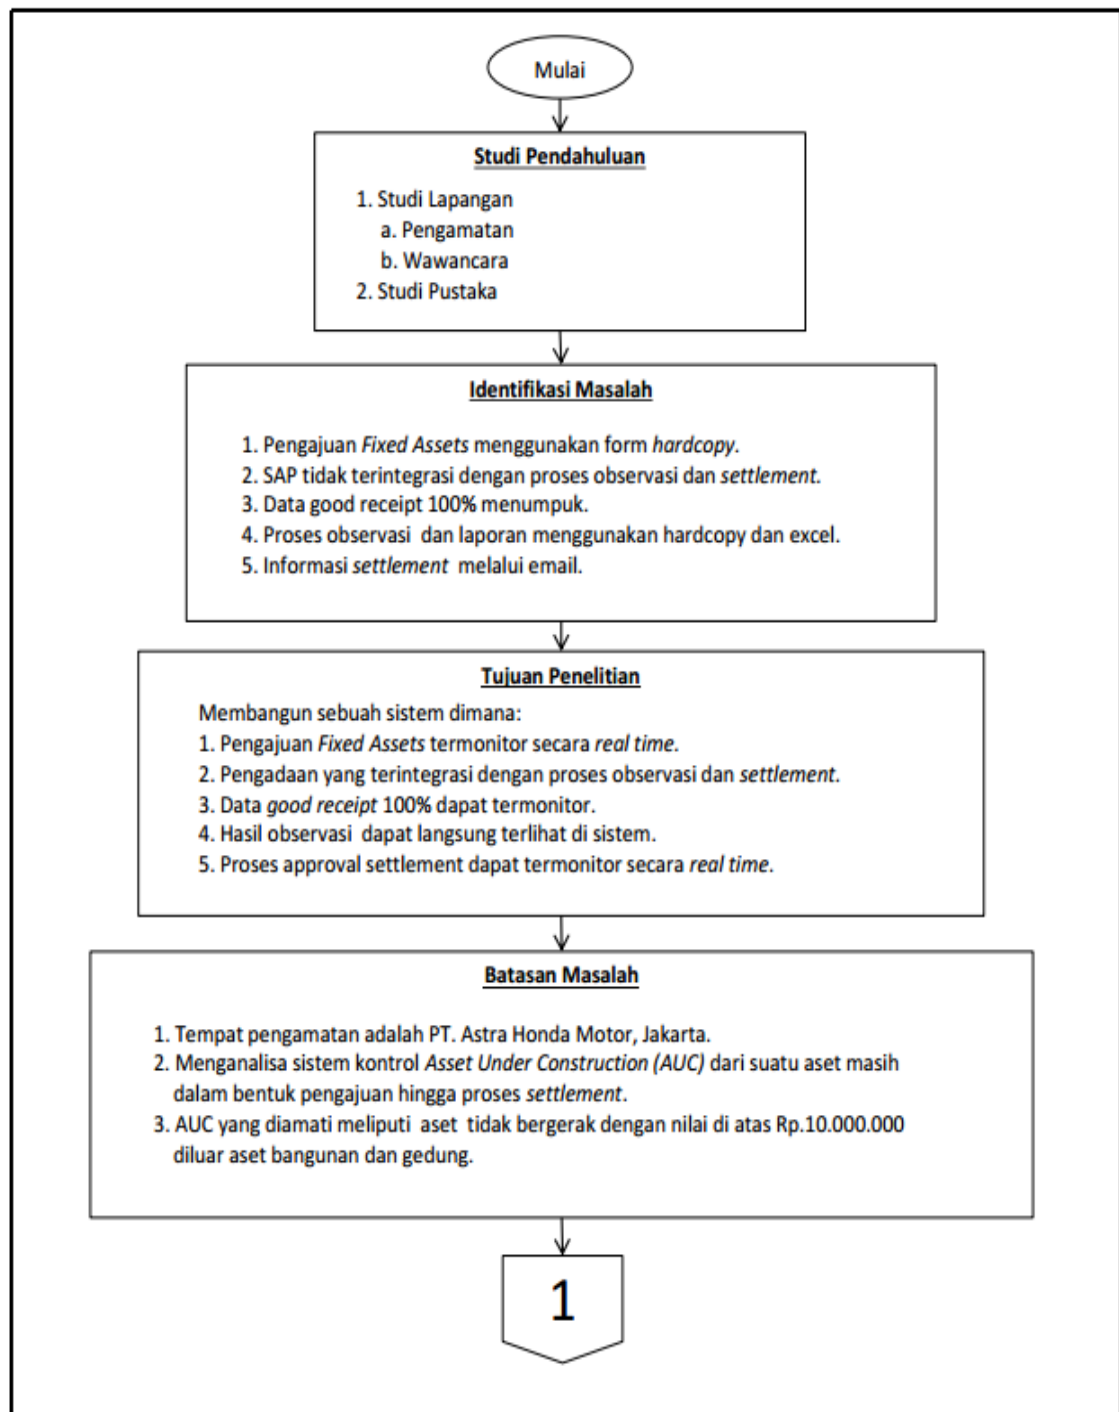 Mulai
Studi Pendahuluan
1. Studi Lapangan
a. Pengamatan
b. Wawancara
2. Studi Pustaka
Identifikasi Masalah
1. Pengajuan Fixed Assets menggunakan form hardcopy.
2. SAP tidak terintegrasi dengan proses observasi dan settlement.
3. Data good receipt 100% menumpuk.
4. Proses observasi dan laporan menggunakan hardcopy dan excel.
5. Informasi settlement melalui email.
Tujuan Penelitian
Membangun sebuah sistem dimana:
1. Pengajuan Fixed Assets termonitor secara real time.
2. Pengadaan yang terintegrasi dengan proses observasi dan settlement.
3. Data good receipt 100% dapat termonitor.
4. Hasil observasi dapat langsung terlihat di sistem.
5. Proses approval settlement dapat termonitor secara real time.
Batasan Masalah
1. Tempat pengamatan adalah PT. Astra Honda Motor, Jakarta.
2. Menganalisa sistem kontrol Asset Under Construction (AUC) dari suatu aset masih
dalam bentuk pengajuan hingga proses settlement.
3. AUC yang diamati meliputi aset tidak bergerak dengan nilai di atas Rp.10.000.000
diluar aset bangunan dan gedung.
1